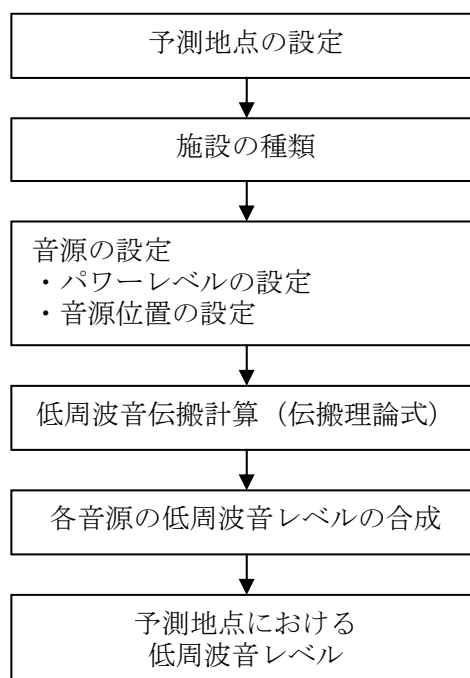 予測地点の設定
施設の種類
音源の設定
・パワーレベルの設定
・音源位置の設定
低周波音伝搬計算（伝搬理論式）
各音源の低周波音レベルの合成
予測地点における
低周波音レベル